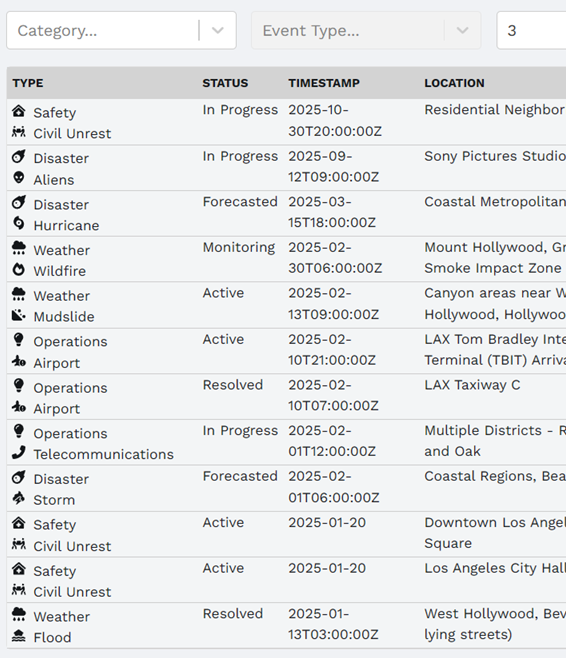 Category...
Event Type...
3
TYPE STATUS TIMESTAMP LOCATION
Safety In Progress 2025-10- Residential Neighbor
Civil Unrest 30T20:00:00Z
Disaster In Progress 2025-09- Sony Pictures Studio
Aliens 12T09:00:00Z
Disaster Forecasted 2025-03- Coastal Metropolitan
Hurricane 15T18:00:00Z
Weather Monitoring 2025-02- Mount Hollywood, Gr
Wildfire 30T06:00:00Z Smoke Impact Zone
Weather Active 2025-02- Canyon areas near W
Mudslide 13T09:00:00Z Hollywood, Hollywoo
Operations Active 2025-02- LAX Tom Bradley Inte
Airport 10T21:00:00Z Terminal (TBIT) Arriva
Operations Resolved 2025-02- LAX Taxiway C
Airport 10T07:00:00Z
Operations In Progress 2025-02- Multiple Districts - R
Telecommunications 01T12:00:00Z and Oak
Disaster Forecasted 2025-02- Coastal Regions, Bea
Storm 01T06:00:00Z
Safety Active 2025-01-20 Downtown Los Angel
Civil Unrest Square
Safety Active 2025-01-20 Los Angeles City Hall
Civil Unrest
Weather Resolved 2025-01- West Hollywood, Bev
Flood 13T03:00:00Z lying streets)